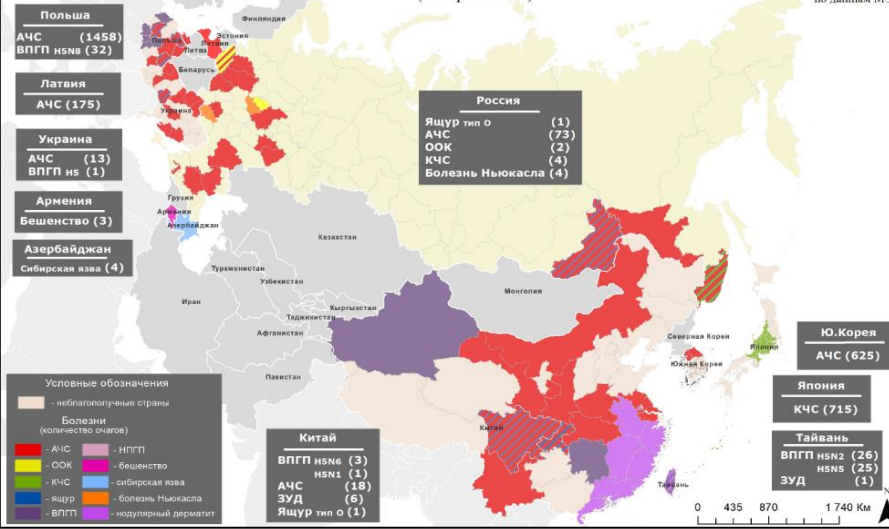 по данным М
Польша
АЧС (1458)
ВПГП H5N8 (32)
Латвия
АЧС (175)
Украина
АЧС (13)
ВПГП H5 (1)
Армения
Бешенство (3)
Азербайджан
Сибирская язва (4)
Финляндия
Эстония
Латвия
Литва
Польша
Беларусь
Украина
Грузия
Армения
Азербайджан
Россия
Ящур тип О (1)
АЧС (73)
ООК (2)
КЧС (4)
Болезнь Ньюкасла (4)
Казахстан
Туркменистан
Узбекистан
Кыргызстан
Таджикистан
Иран
Афганистан
Пакистан
Монголия
Северная Корея
Южная Корея
Япония
Китай
Тайвань
Ю.Корея
АЧС (625)
Япония
КЧС (715)
Тайвань
ВПГП H5N2 (26)
H5N5 (25)
ЗУД (1)
Китай
ВПГП H5N6 (3)
H5N1 (1)
АЧС (18)
ЗУД (6)
Ящур тип О (1)
Условные обозначения
- неблагополучные страны
Болезни
(количество очагов)
- АЧС
- НПГП
- ООК
- бешенство
- КЧС
- сибирская язва
- ящур
- болезнь Ньюкасла
- ВПГП
- нодулярный дерматит
0 435 870 1 740 Км
N